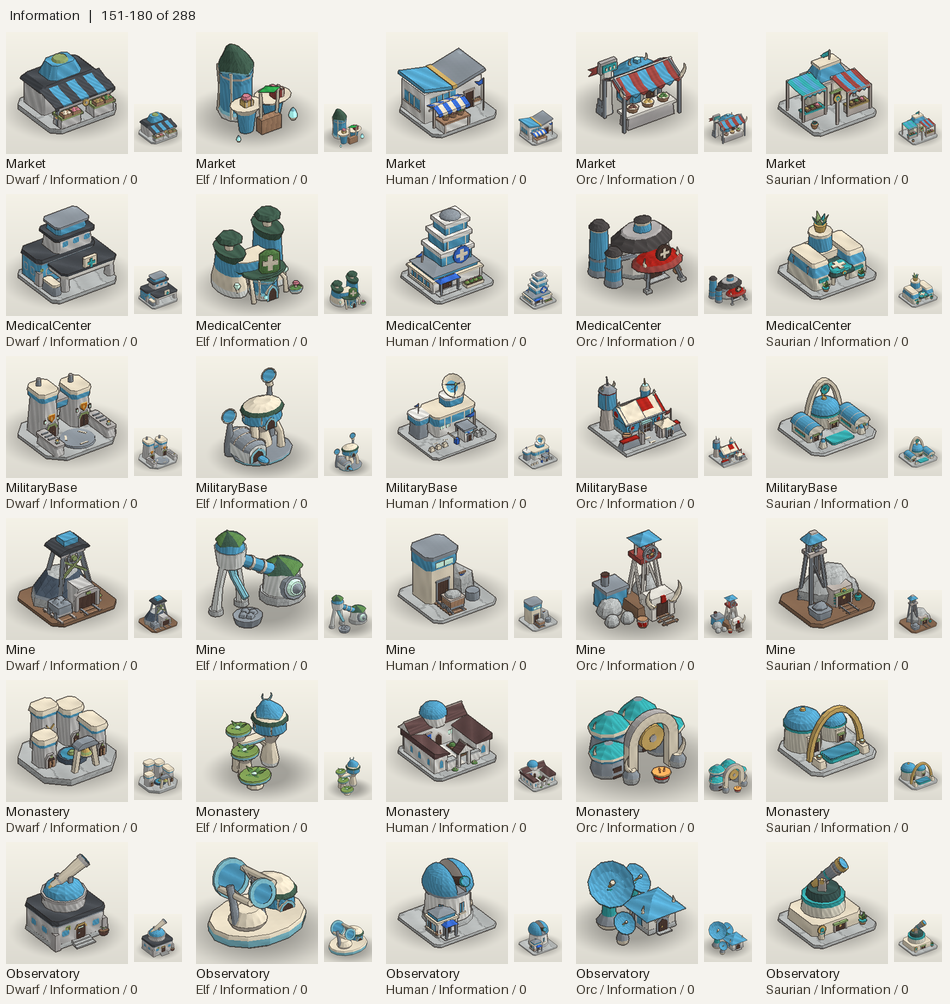 Information | 151-180 of 288
Market
Dwarf / Information / 0
Market
Elf / Information / 0
Market
Human / Information / 0
Market
Orc / Information / 0
Market
Saurian / Information / 0
MedicalCenter
Dwarf / Information / 0
MedicalCenter
Elf / Information / 0
MedicalCenter
Human / Information / 0
MedicalCenter
Orc / Information / 0
MedicalCenter
Saurian / Information / 0
MilitaryBase
Dwarf / Information / 0
MilitaryBase
Elf / Information / 0
MilitaryBase
Human / Information / 0
MilitaryBase
Orc / Information / 0
MilitaryBase
Saurian / Information / 0
Mine
Dwarf / Information / 0
Mine
Elf / Information / 0
Mine
Human / Information / 0
Mine
Orc / Information / 0
Mine
Saurian / Information / 0
Monastery
Dwarf / Information / 0
Monastery
Elf / Information / 0
Monastery
Human / Information / 0
Monastery
Orc / Information / 0
Monastery
Saurian / Information / 0
Observatory
Dwarf / Information / 0
Observatory
Elf / Information / 0
Observatory
Human / Information / 0
Observatory
Orc / Information / 0
Observatory
Saurian / Information / 0